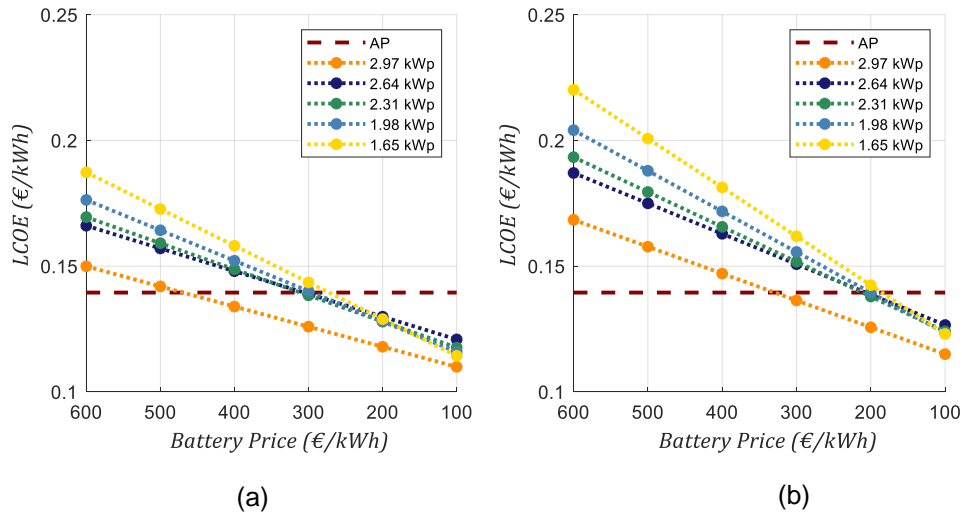 0.25
0.2
0.15
0.1
LCOE (€/kWh)
600 500 400 300 200 100
Battery Price (€/kWh)
AP
2.97 kWp
2.64 kWp
2.31 kWp
1.98 kWp
1.65 kWp
(a)
0.25
0.2
0.15
0.1
LCOE (€/kWh)
600 500 400 300 200 100
Battery Price (€/kWh)
AP
2.97 kWp
2.64 kWp
2.31 kWp
1.98 kWp
1.65 kWp
(b)